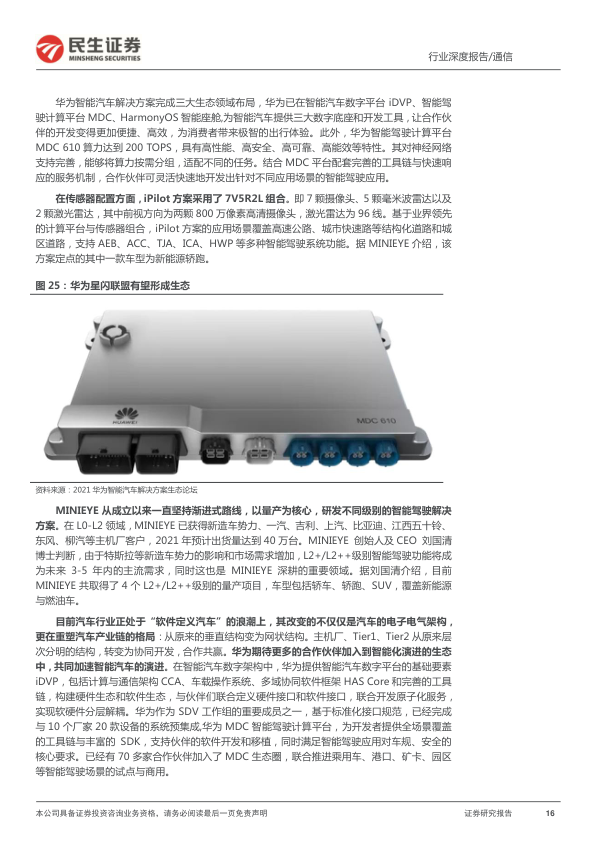 民生证券
MINSHENG SECURITIES
行业深度报告/通信
华为智能汽车解决方案完成三大生态领域布局，华为已在智能汽车数字平台 iDVP、智能驾
驶计算平台 MDC、HarmonyOS 智能座舱,为智能汽车提供三大数字底座和开发工具，让合作伙
伴的开发变得更加便捷、高效，为消费者带来极智的出行体验。此外，华为智能驾驶计算平台
MDC 610 算力达到 200 TOPS，具有高性能、高安全、高可靠、高能效等特性。其对神经网络
支持完善，能够将算力按需分组，适配不同的任务。结合 MDC 平台配套完善的工具链与快速响
应的服务机制，合作伙伴可灵活快速地开发出针对不同应用场景的智能驾驶应用。
在传感器配置方面，iPilot 方案采用了 7V5R2L 组合。即 7 颗摄像头、5 颗毫米波雷达以及
2 颗激光雷达，其中前视方向为两颗 800 万像素高清摄像头，激光雷达为 96 线。基于业界领先
的计算平台与传感器组合，iPilot 方案的应用场景覆盖高速公路、城市快速路等结构化道路和城
区道路，支持 AEB、ACC、TJA、ICA、HWP 等多种智能驾驶系统功能。据 MINIEYE 介绍，该
方案定点的其中一款车型为新能源轿跑。
图 25：华为星闪联盟有望形成生态
HUAWEI
MDC 610
资料来源：2021 华为智能汽车解决方案生态论坛
MINIEYE 从成立以来一直坚持渐进式路线，以量产为核心，研发不同级别的智能驾驶解决
方案。在 L0-L2 领域，MINIEYE 已获得新造车势力、一汽、吉利、上汽、比亚迪、江西五十铃、
东风、柳汽等主机厂客户，2021 年预计出货量达到 40 万台。MINIEYE 创始人及 CEO 刘国清
博士判断，由于特斯拉等新造车势力的影响和市场需求增加，L2+/L2++级别智能驾驶功能将成
为未来 3-5 年内的主流需求，同时这也是 MINIEYE 深耕的重要领域。据刘国清介绍，目前
MINIEYE 共取得了 4 个 L2+/L2++级别的量产项目，车型包括轿车、轿跑、SUV，覆盖新能源
与燃油车。
目前汽车行业正处于“软件定义汽车”的浪潮上，其改变的不仅仅是汽车的电子电气架构，
更在重塑汽车产业链的格局：从原来的垂直结构变为网状结构。主机厂、Tier1、Tier2 从原来层
次分明的结构，转变为协同开发，合作共赢。华为期待更多的合作伙伴加入到智能化演进的生态
中，共同加速智能汽车的演进。在智能汽车数字架构中，华为提供智能汽车数字平台的基础要素
iDVP，包括计算与通信架构 CCA、车载操作系统、多域协同软件框架 HAS Core 和完善的工具
链，构建硬件生态和软件生态，与伙伴们联合定义硬件接口和软件接口，联合开发原子化服务，
实现软硬件分层解耦。华为作为 SDV 工作组的重要成员之一，基于标准化接口规范，已经完成
与 10 个厂家 20 款设备的系统预集成,华为 MDC 智能驾驶计算平台，为开发者提供全场景覆盖
的工具链与丰富的 SDK，支持伙伴的软件开发和移植，同时满足智能驾驶应用对车规、安全的
核心要求。已经有 70 多家合作伙伴加入了 MDC 生态圈，联合推进乘用车、港口、矿卡、园区
等智能驾驶场景的试点与商用。
本公司具备证券投资咨询业务资格，请务必阅读最后一页免责声明
证券研究报告
16